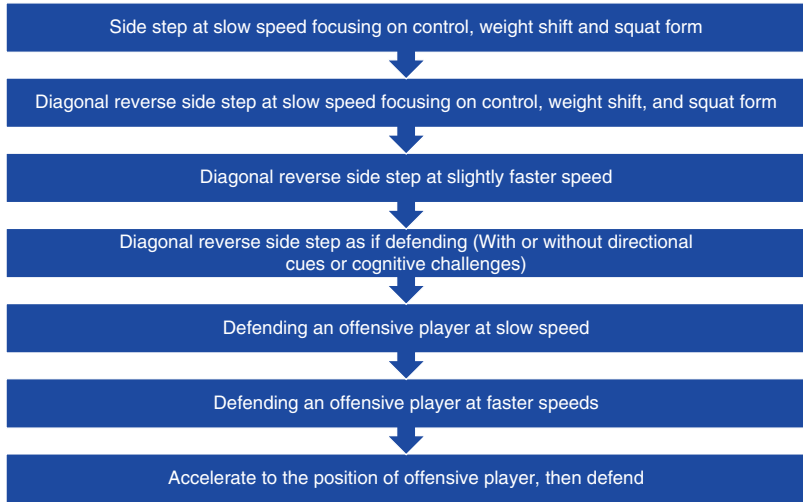 Side step at slow speed focusing on control, weight shift and squat form
Diagonal reverse side step at slow speed focusing on control, weight shift, and squat form
Diagonal reverse side step at slightly faster speed
Diagonal reverse side step as if defending (With or without directional
cues or cognitive challenges)
Defending an offensive player at slow speed
Defending an offensive player at faster speeds
Accelerate to the position of offensive player, then defend